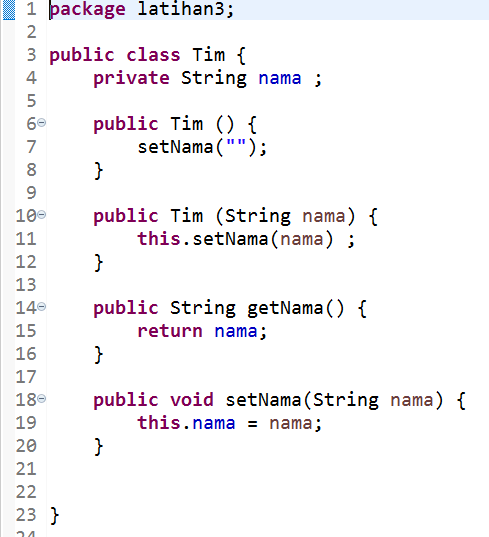 1 package latihan3;
2
3 public class Tim {
4     private String nama ;
5
6     public Tim () {
7         setNama("");
8     }
9
10     public Tim (String nama) {
11         this.setNama(nama) ;
12     }
13
14     public String getNama() {
15         return nama;
16     }
17
18     public void setNama(String nama) {
19         this.nama = nama;
20     }
21
22
23 }
24